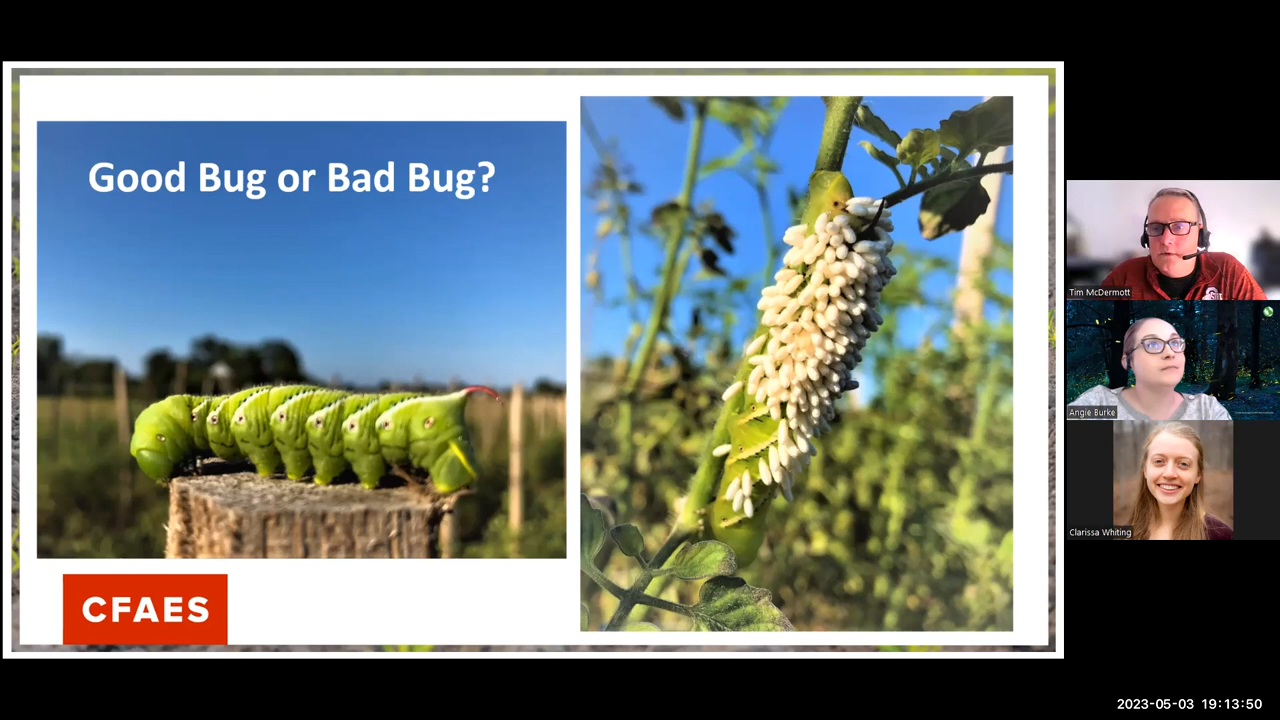 Good Bug or Bad Bug?
CFAES
Tim McDermott
Angie Burke
Clarissa Whiting
2023-05-03 19:13:50